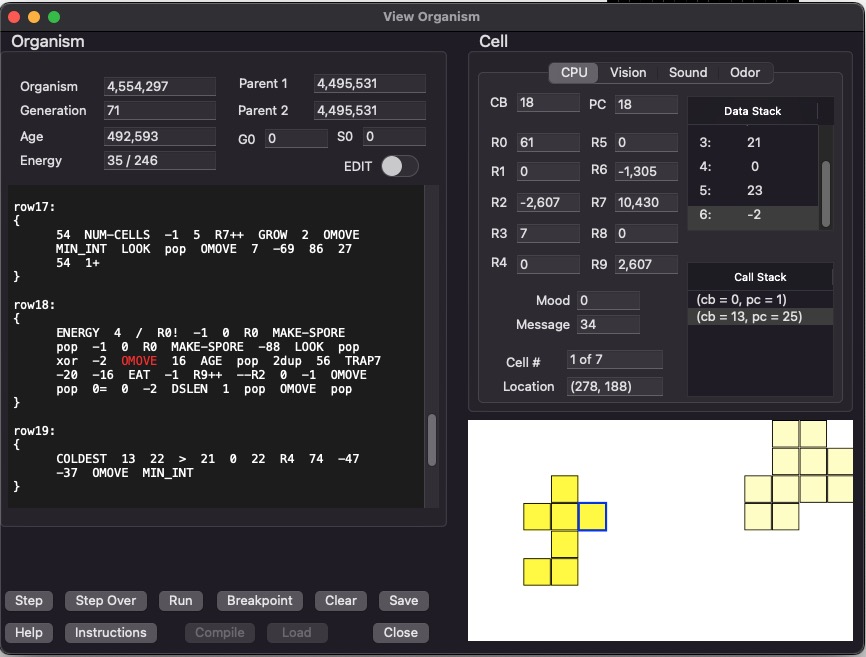 View Organism
Organism
Organism 4,554,297 Parent 1 4,495,531
Generation 71 Parent 2 4,495,531
Age 492,593 G0 0 S0 0
Energy 35 / 246
EDIT
row17:
{
54 NUM-CELLS -1 5 R7++ GROW 2 OMOVE
MIN_INT LOOK pop OMOVE 7 -69 86 27
54 1+
}
row18:
{
ENERGY 4 / R0! -1 0 R0 MAKE-SPORE
pop -1 0 R0 MAKE-SPORE -88 LOOK pop
xor -2 OMOVE 16 AGE pop 2dup 56 TRAP7
-20 -16 EAT -1 R9++ --R2 0 -1 OMOVE
pop 0= 0 -2 DSLEN 1 pop OMOVE pop
}
row19:
{
COLDEST 13 22 > 21 0 22 R4 74 -47
-37 OMOVE MIN_INT
}
Step Step Over Run Breakpoint Clear Save
Help Instructions Compile Load Close
Cell
CPU Vision Sound Odor
CB 18 PC 18
R0 61 R5 0
R1 0 R6 -1,305
R2 -2,607 R7 10,430
R3 7 R8 0
R4 0 R9 2,607
Mood 0
Message 34
Cell # 1 of 7
Location (278, 188)
Data Stack
3: 21
4: 0
5: 23
6: -2
Call Stack
(cb = 0, pc = 1)
(cb = 13, pc = 25)